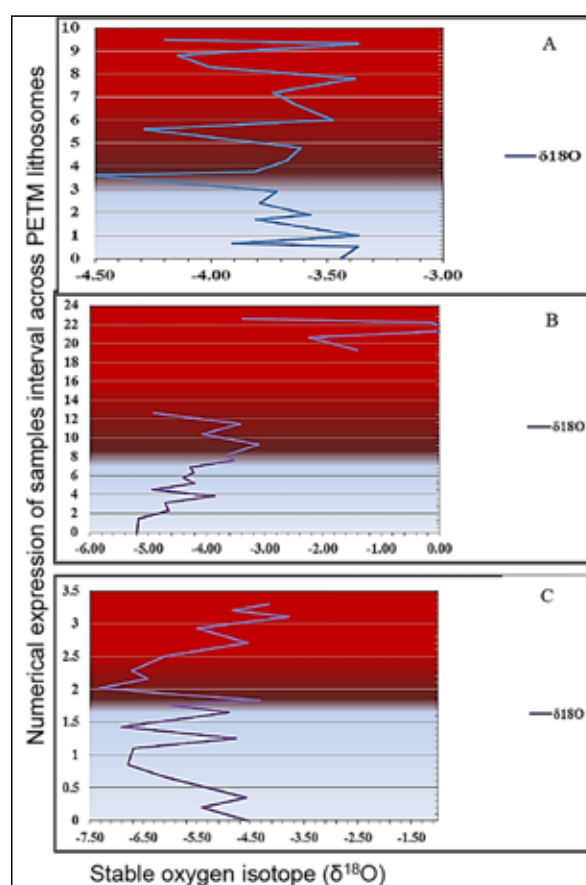 Numerical expression of samples interval across PETM lithosomes
A
10
9
8
7
6
5
4
3
2
1
0
-4.50 -4.00 -3.50 -3.00
δ18O
B
24
22
20
18
16
14
12
10
8
6
4
2
0
-6.00 -5.00 -4.00 -3.00 -2.00 -1.00 0.00
δ18O
C
3.5
3
2.5
2
1.5
1
0.5
0
-7.50 -6.50 -5.50 -4.50 -3.50 -2.50 -1.50
δ18O
Stable oxygen isotope (δ¹⁸O)